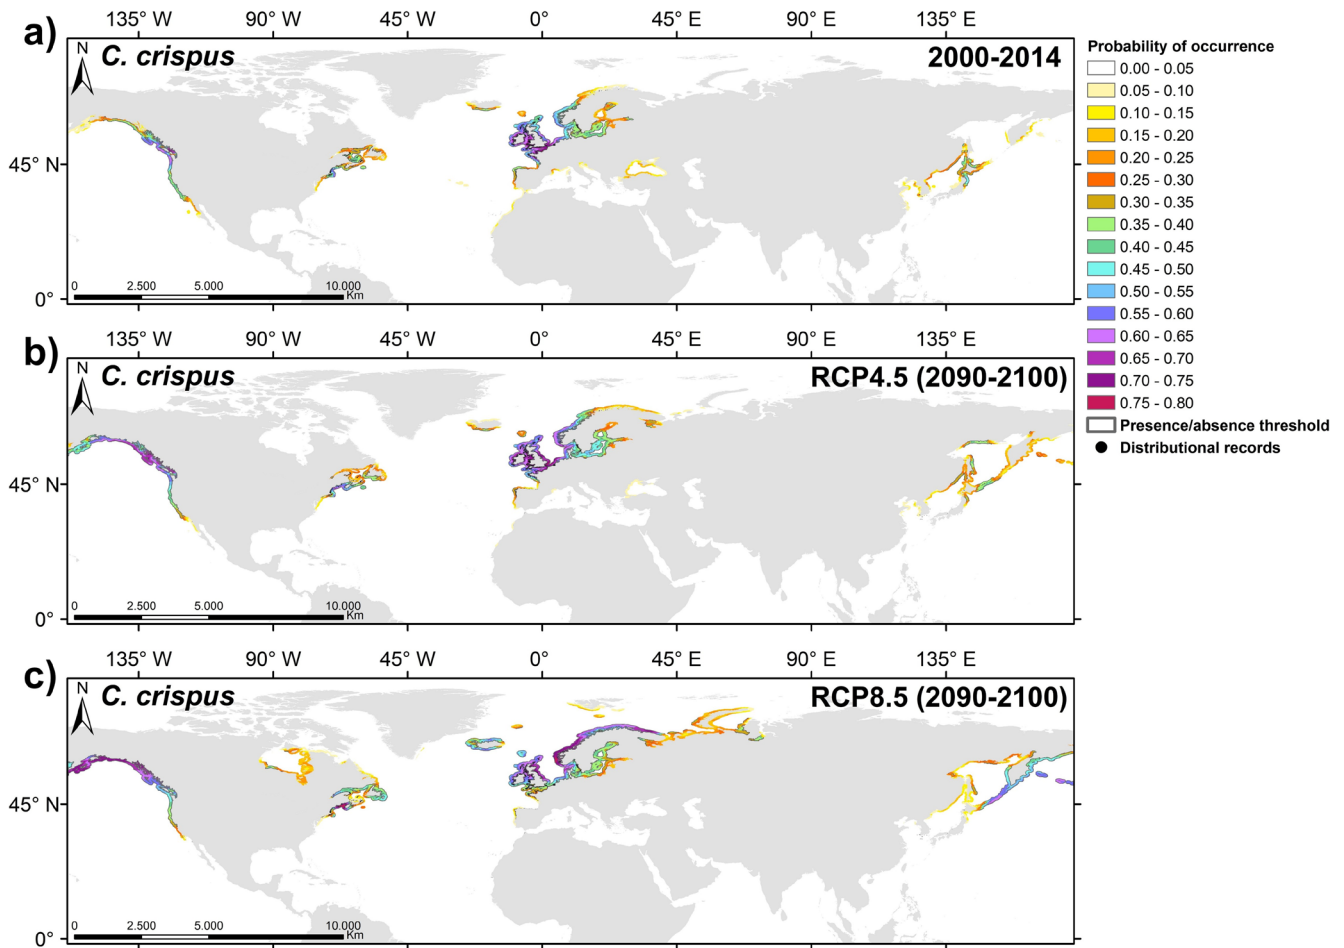 135° W 90° W 45° W 0° 45° E 90° E 135° E
a)
N
C. crispus
2000-2014
45° N
0°
0 2.500 5.000 10.000
Km
135° W 90° W 45° W 0° 45° E 90° E 135° E
b)
N
C. crispus
RCP4.5 (2090-2100)
45° N
0°
0 2.500 5.000 10.000
Km
135° W 90° W 45° W 0° 45° E 90° E 135° E
c)
N
C. crispus
RCP8.5 (2090-2100)
45° N
0°
0 2.500 5.000 10.000
Km
Probability of occurrence
0.00 - 0.05
0.05 - 0.10
0.10 - 0.15
0.15 - 0.20
0.20 - 0.25
0.25 - 0.30
0.30 - 0.35
0.35 - 0.40
0.40 - 0.45
0.45 - 0.50
0.50 - 0.55
0.55 - 0.60
0.60 - 0.65
0.65 - 0.70
0.70 - 0.75
0.75 - 0.80
Presence/absence threshold
Distributional records